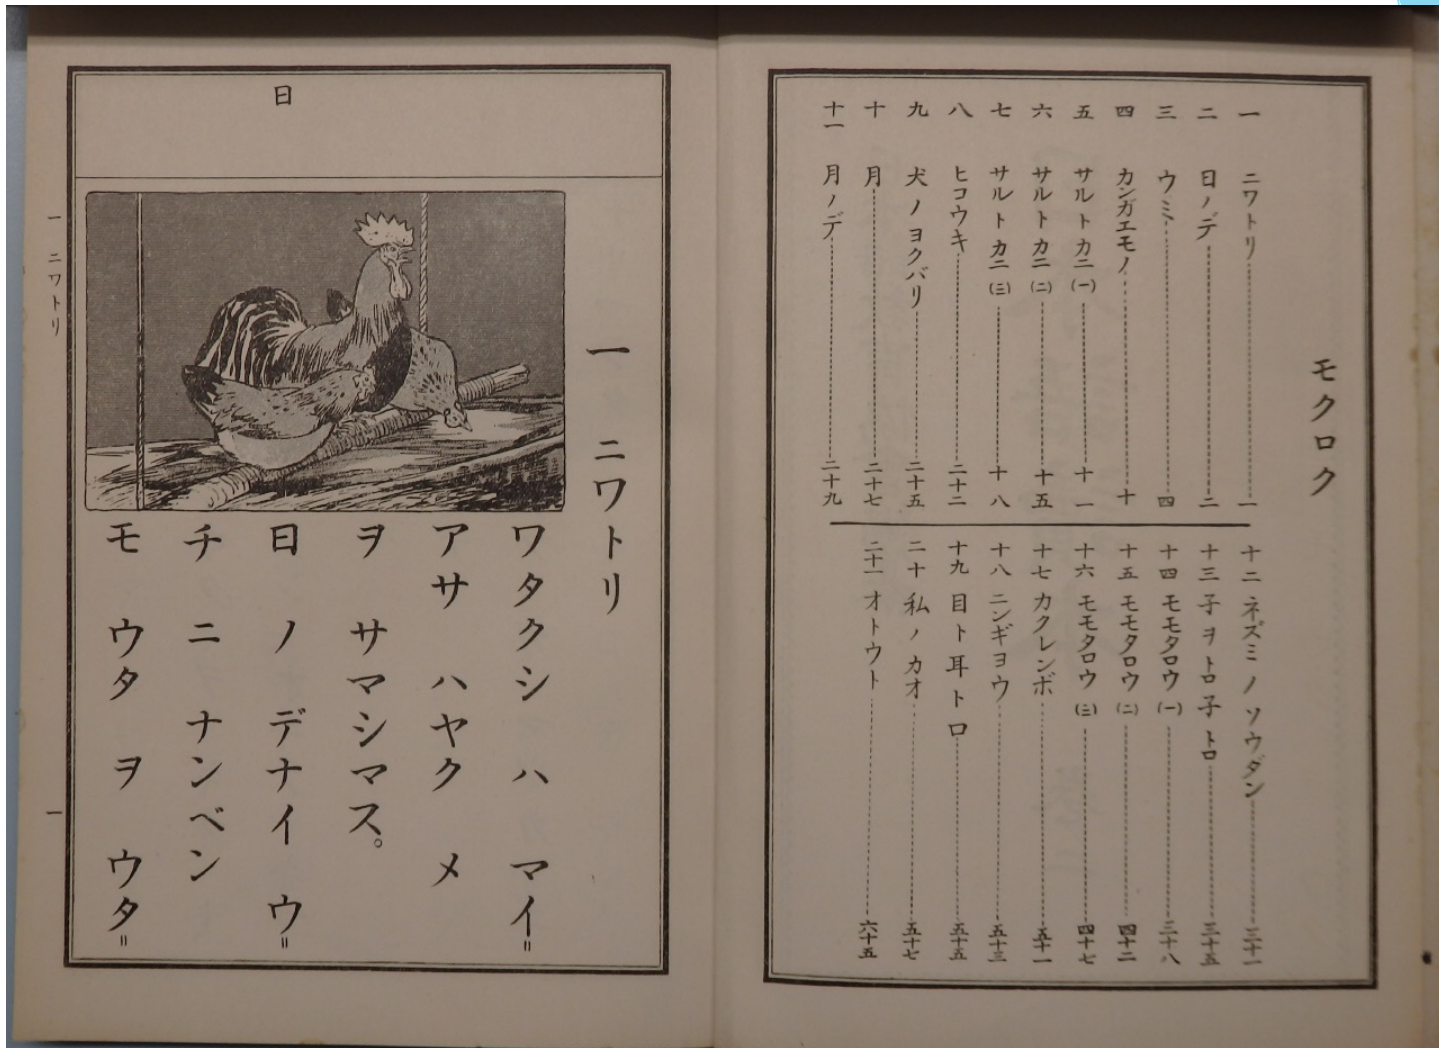 モクロク
一 ニワトリ 一
二 日ノデ 二
三 ウミ 四
四 カンガエモノ 十
五 サルトカニ(一) 十一
六 サルトカニ(二) 十五
七 サルトカニ(三) 十八
八 ヒコウキ 二十二
九 犬ノヨクバリ 二十五
十 月 二十七
十一 月ノデ 二十九
十二 ネズミノソウダン 三十一
十三 子ヲトロ子トロ 三十五
十四 モモタロウ(一) 三十八
十五 モモタロウ(二) 四十二
十六 モモタロウ(三) 四十七
十七 カクレンボ 五十一
十八 ニンギヨウ 五十三
十九 目ト耳ト口 五十五
二十 私ノカオ 五十七
二十一 オトウト 六十五
日
一 ニワトリ
ワタクシ ハ マイ=
アサ ハヤク メ
ヲ サマシマス。
日 ノ デナイ ウ=
チ ニ ナンベン
モ ウタ ヲ ウタ=
一 ニワトリ
一